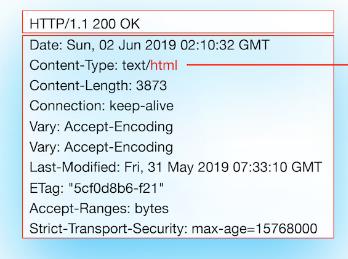 HTTP/1.1 200 OK
Date: Sun, 02 Jun 2019 02:10:32 GMT
Content-Type: text/html
Content-Length: 3873
Connection: keep-alive
Vary: Accept-Encoding
Vary: Accept-Encoding
Last-Modified: Fri, 31 May 2019 07:33:10 GMT
ETag: "5cf0d8b6-f21"
Accept-Ranges: bytes
Strict-Transport-Security: max-age=15768000